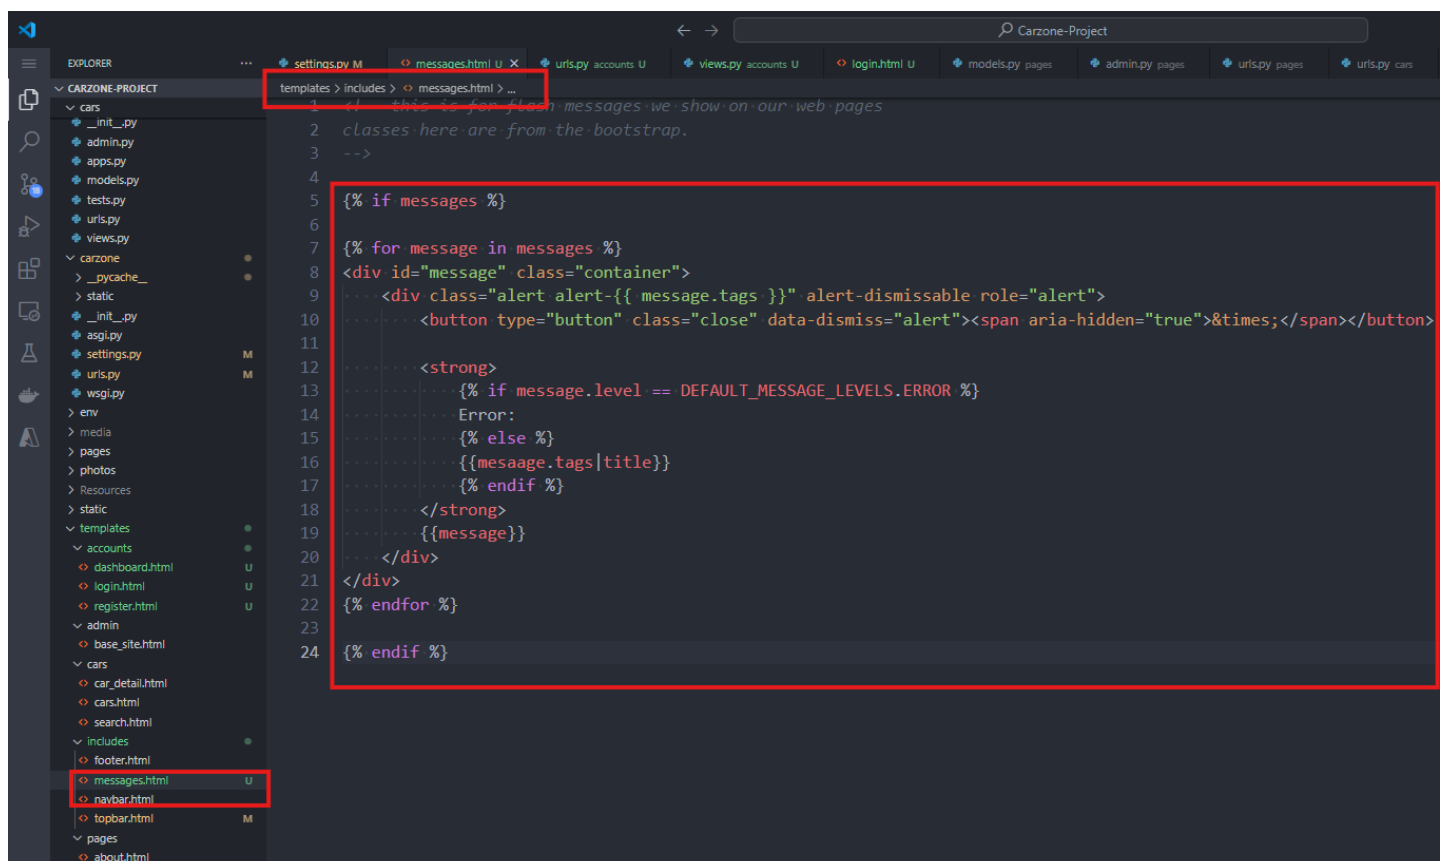 Carzone-Project
EXPLORER
settings.py M
messages.html U
urls.py accounts U
views.py accounts U
login.html U
models.py pages
admin.py pages
urls.py pages
urls.py cars
CARZONE-PROJECT
templates > includes > messages.html > ...
cars
__init__.py
admin.py
apps.py
models.py
tests.py
urls.py
views.py
carzone
__pycache__
static
__init__.py
asgi.py
settings.py M
urls.py M
wsgi.py
env
media
pages
photos
Resources
static
templates
accounts
dashboard.html U
login.html U
register.html U
admin
base_site.html
cars
car_detail.html
cars.html
search.html
includes
footer.html
messages.html U
navbar.html
topbar.html M
pages
about.html
1 <!-- this is for flash messages we show on our web pages
2 classes here are from the bootstrap.
3 -->
4
5 {% if messages %}
6
7 {% for message in messages %}
8 <div id="message" class="container">
9 <div class="alert alert-{{ message.tags }}" alert-dismissable role="alert">
10 <button type="button" class="close" data-dismiss="alert"><span aria-hidden="true">&times;</span></button>
11
12 <strong>
13 {% if message.level == DEFAULT_MESSAGE_LEVELS.ERROR %}
14 Error:
15 {% else %}
16 {{mesaage.tags|title}}
17 {% endif %}
18 </strong>
19 {{message}}
20 </div>
21 </div>
22 {% endfor %}
23
24 {% endif %}